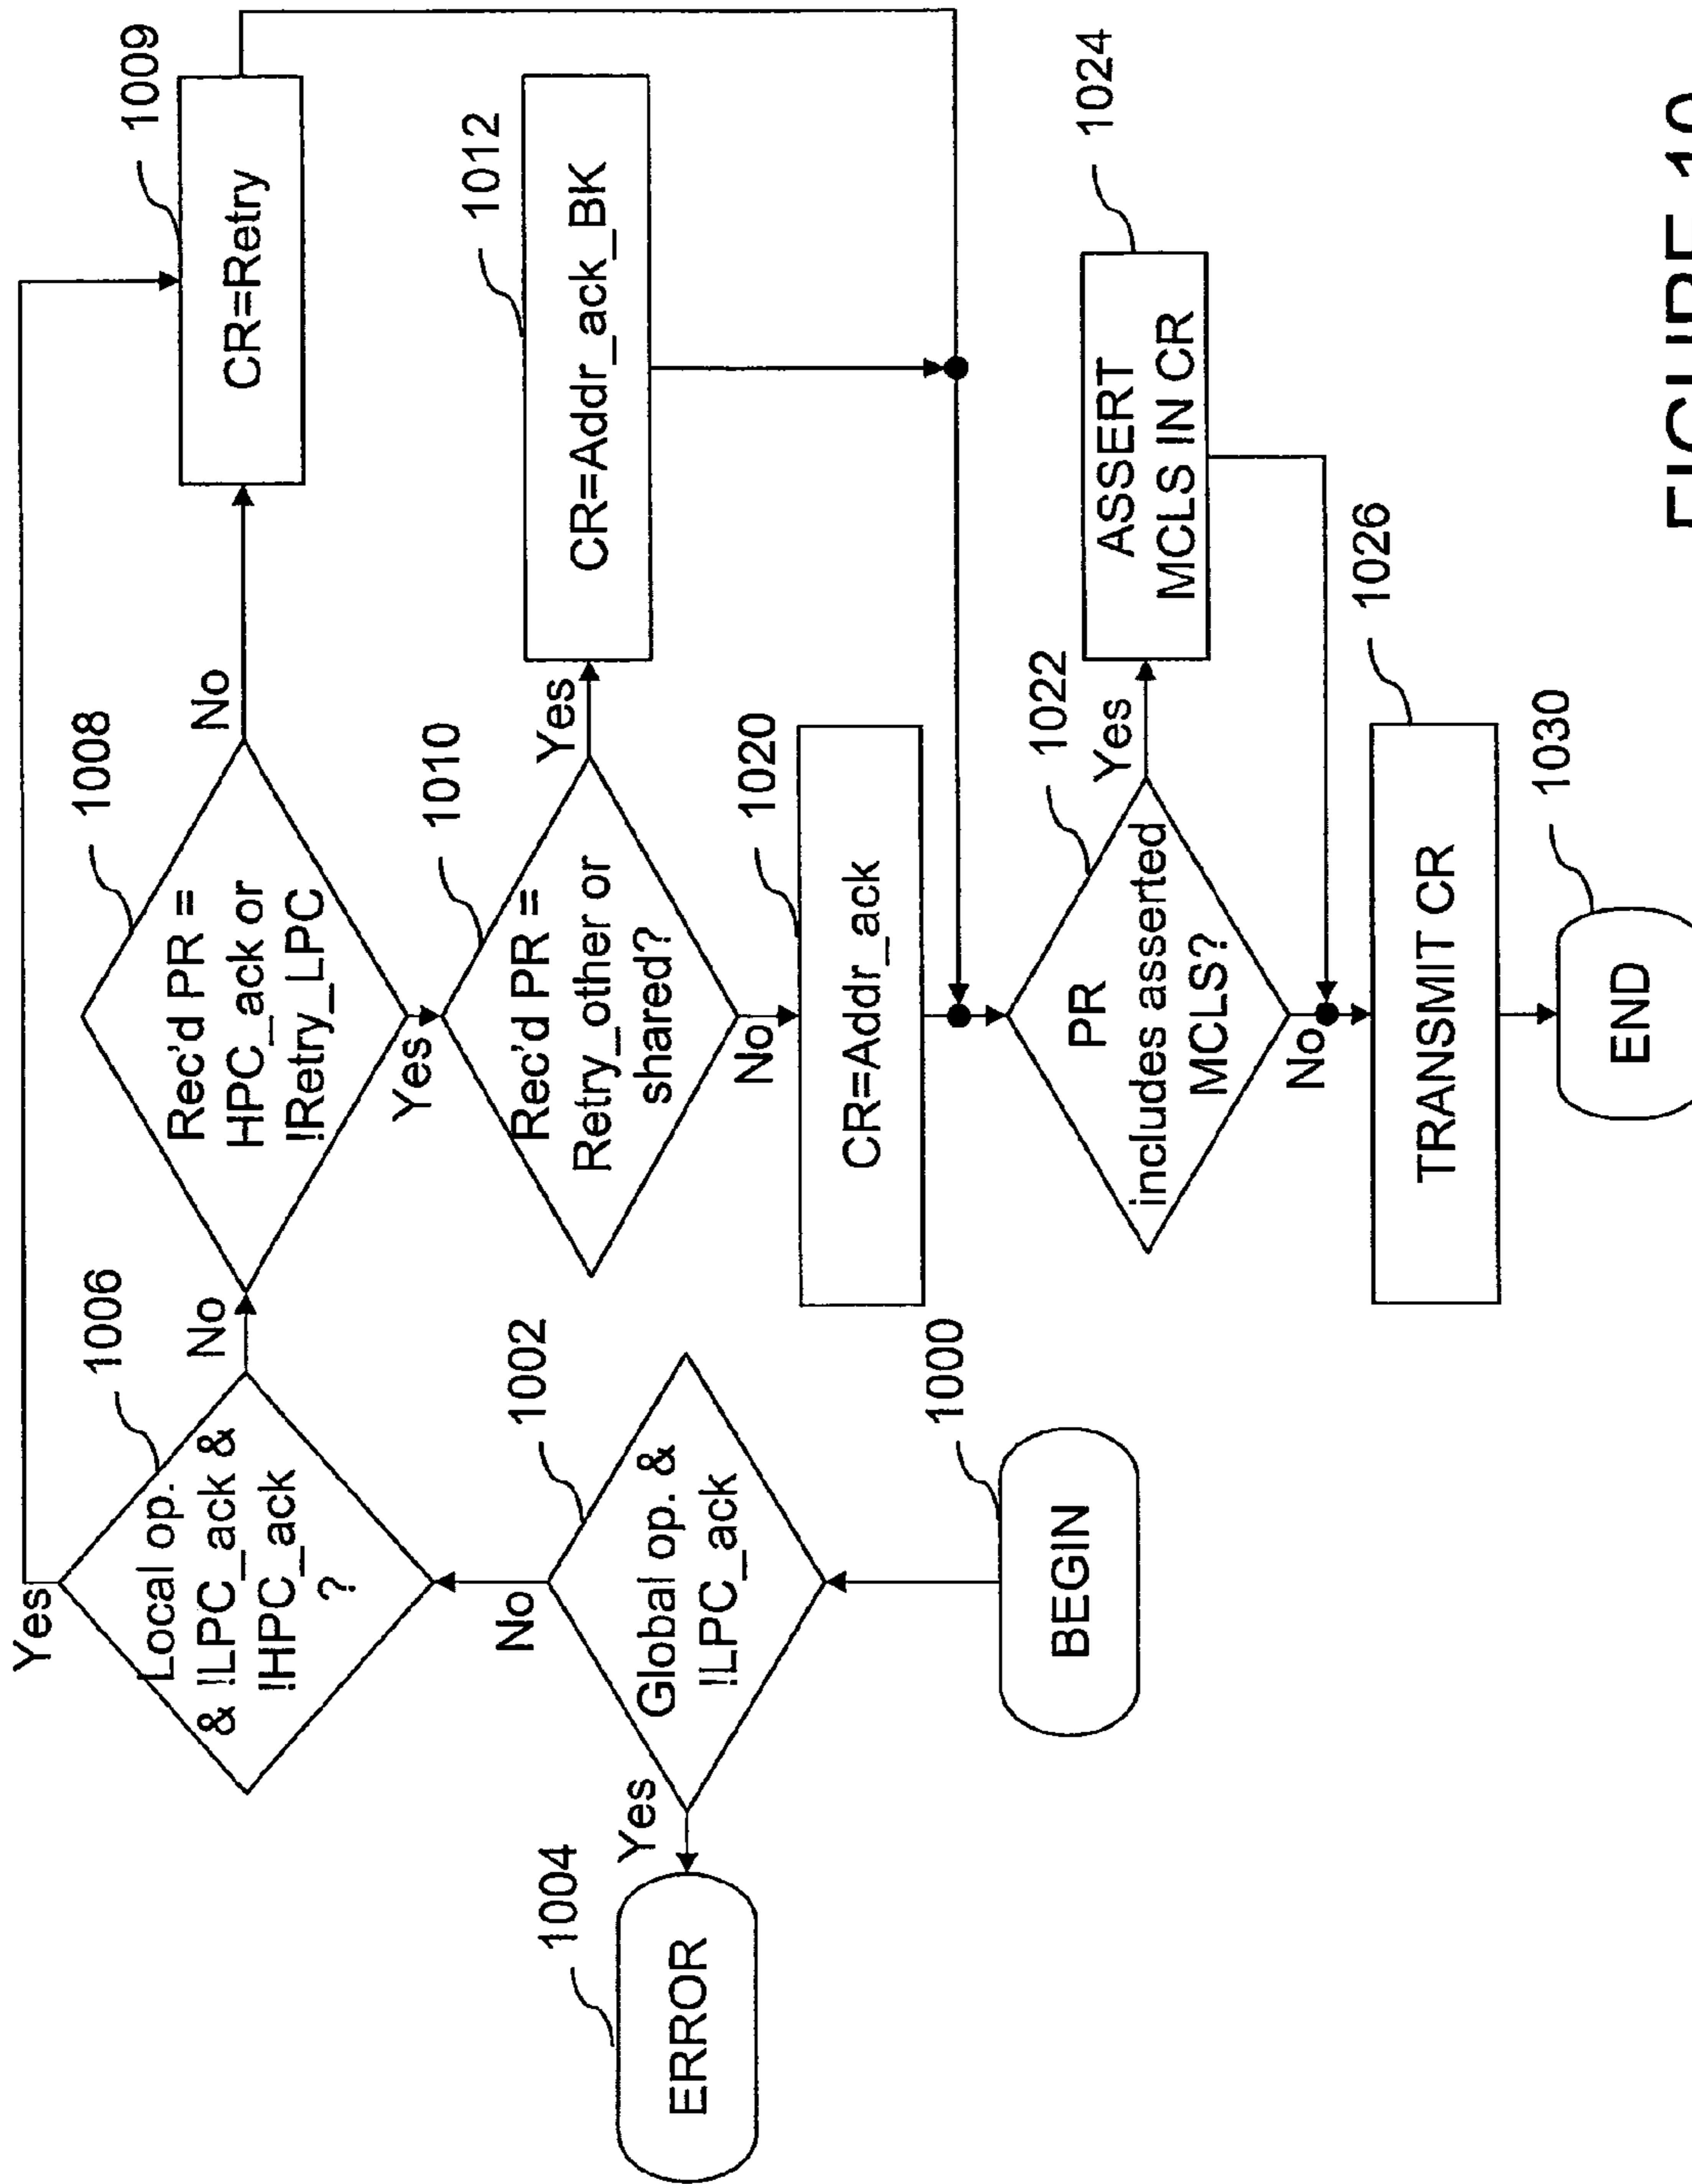 Yes
Local op.
& !LPC_ack &
!HPC_ack
?
1006
No
Rec'd PR =
HPC_ack or
!Retry_LPC
1008
No
CR=Retry
1009
Yes
Rec'd PR =
Retry_other or
shared?
1010
Yes
CR=Addr_ack_BK
1012
No
CR=Addr_ack
1020
ERROR
1004
Yes
Global op. &
!LPC_ack
1002
No
BEGIN
1000
PR
includes asserted
MCLS?
1022
Yes
ASSERT
MCLS IN CR
1024
No
TRANSMIT CR
1026
END
1030
FIGURE 10